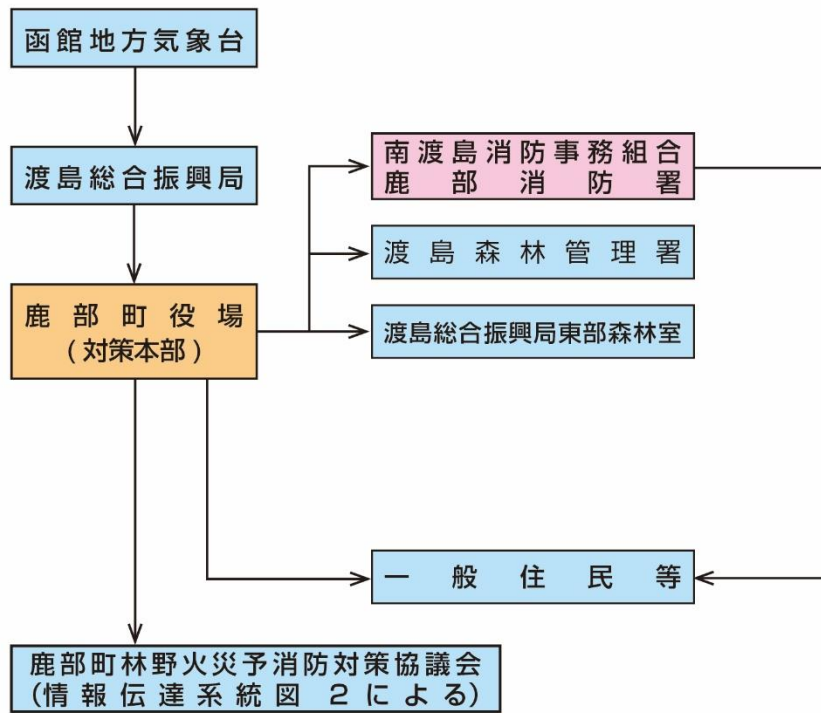 函館地方気象台
渡島総合振興局
鹿部町役場
(対策本部)
南渡島消防事務組合
鹿部消防署
渡島森林管理署
渡島総合振興局東部森林室
一般住民等
鹿部町林野火災予消防対策協議会
(情報伝達系統図2による)